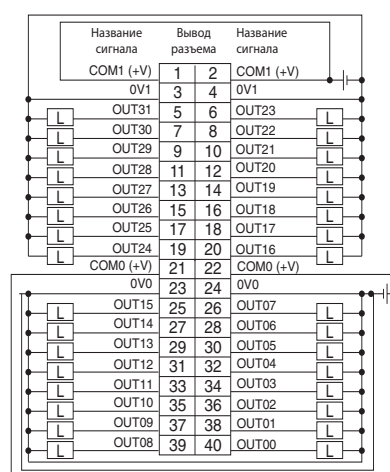 Название сигнала Вывод разъема Название сигнала
COM1 (+V) 1 2 COM1 (+V)
0V1 3 4 0V1
L OUT31 5 6 OUT23 L
L OUT30 7 8 OUT22 L
L OUT29 9 10 OUT21 L
L OUT28 11 12 OUT20 L
L OUT27 13 14 OUT19 L
L OUT26 15 16 OUT18 L
L OUT25 17 18 OUT17 L
L OUT24 19 20 OUT16 L
COM0 (+V) 21 22 COM0 (+V)
0V0 23 24 0V0
L OUT15 25 26 OUT07 L
L OUT14 27 28 OUT06 L
L OUT13 29 30 OUT05 L
L OUT12 31 32 OUT04 L
L OUT11 33 34 OUT03 L
L OUT10 35 36 OUT02 L
L OUT09 37 38 OUT01 L
L OUT08 39 40 OUT00 L